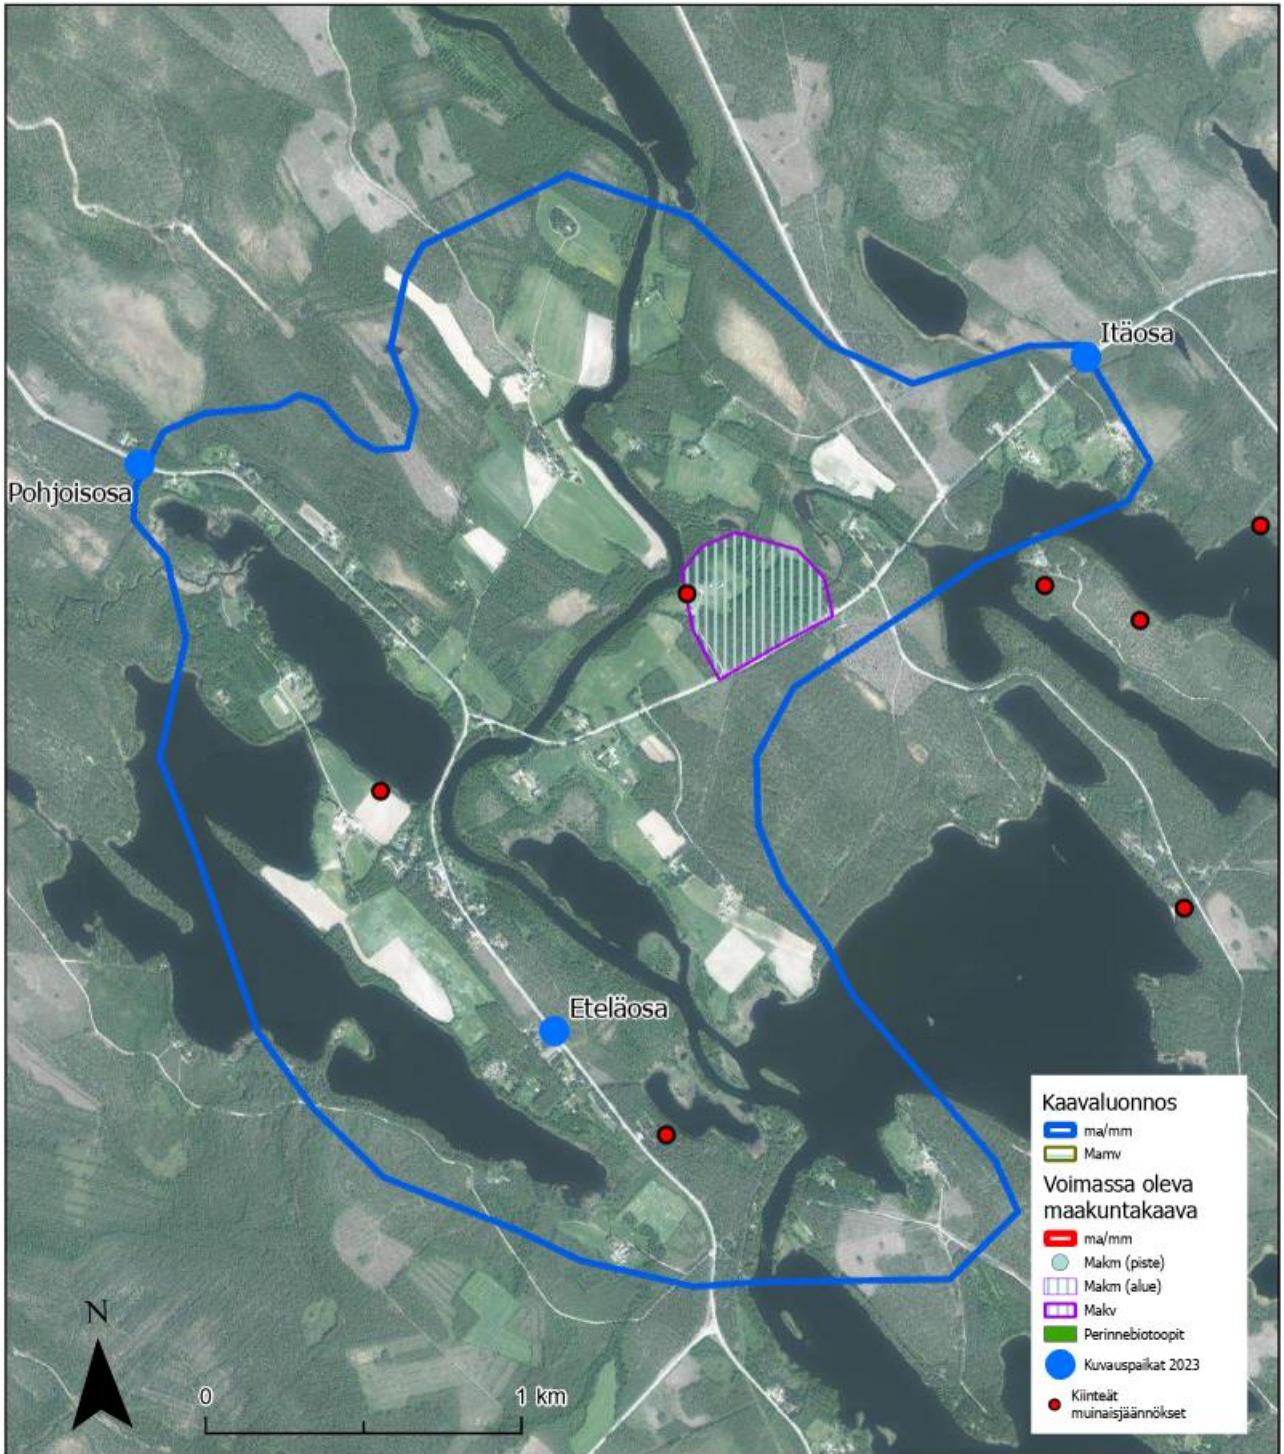 Itäosa
Pohjoisosa
Eteläosa
Kaavaluonnos
ma/mm
Mamv
Voimassa oleva
maakuntakaava
ma/mm
Makm (piste)
Makm (alue)
Makv
Perinnebiotoopit
Kuvauspaikat 2023
Kiinteät
muinaisjäännökset
N
0
1 km